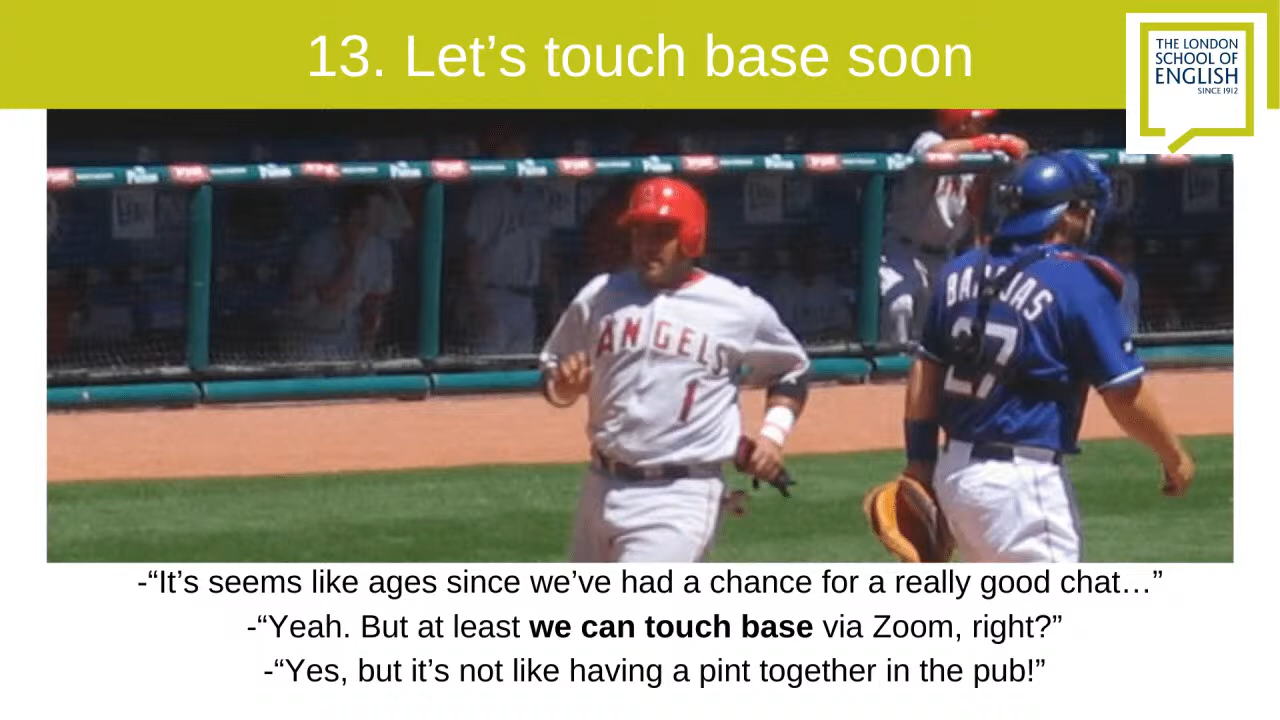 13. Let’s touch base soon
THE LONDON
SCHOOL OF
ENGLISH
SINCE 1912
ANGELS
1
27
-“It’s seems like ages since we’ve had a chance for a really good chat…”
-“Yeah. But at least we can touch base via Zoom, right?”
-“Yes, but it’s not like having a pint together in the pub!”